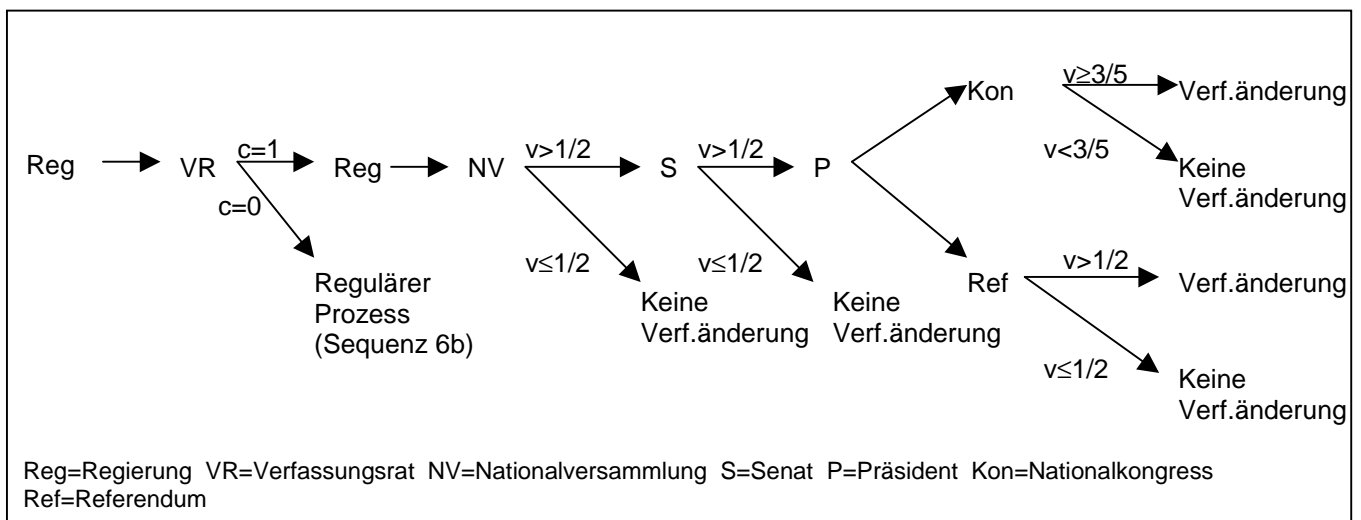 v≥3/5
Kon
Verf.änderung
v<3/5
c=1
v>1/2
v>1/2
Reg
VR
Reg
NV
S
P
Keine
Verf.änderung
c=0
v≤1/2
v≤1/2
v>1/2
Regulärer
Prozess
(Sequenz 6b)
Keine
Verf.änderung
Keine
Verf.änderung
Ref
Verf.änderung
v≤1/2
Keine
Verf.änderung
Reg=Regierung VR=Verfassungsrat NV=Nationalversammlung S=Senat P=Präsident Kon=Nationalkongress
Ref=Referendum